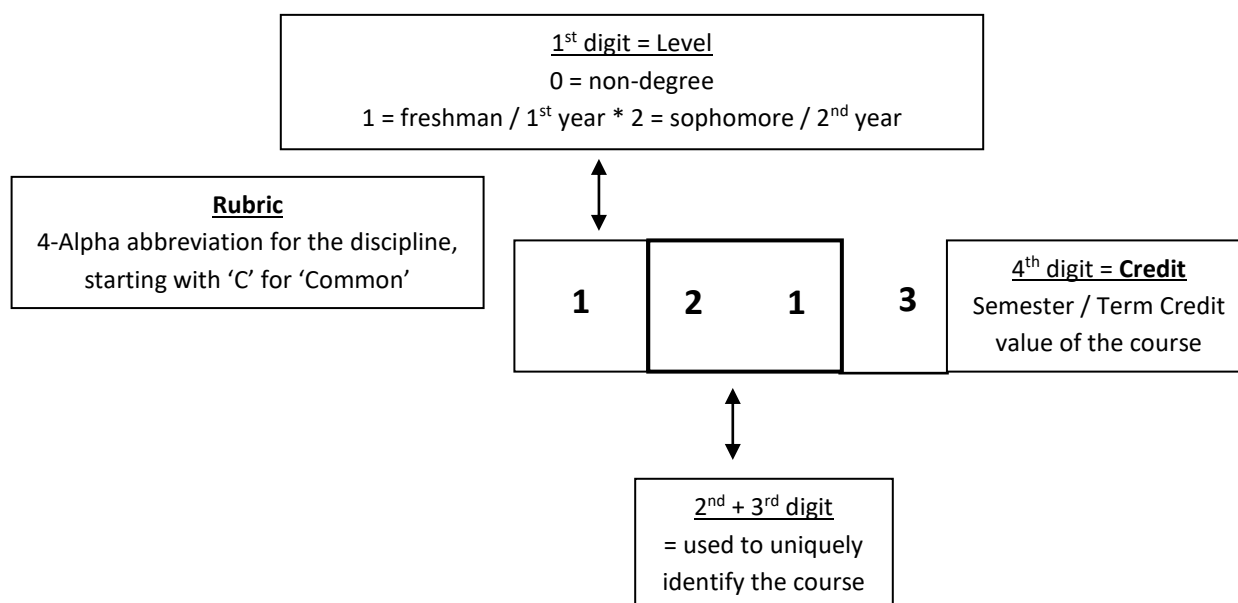 1st digit = Level
0 = non-degree
1 = freshman / 1st year * 2 = sophomore / 2nd year
Rubric
4-Alpha abbreviation for the discipline,
starting with ‘C’ for ‘Common’
1 2 1 3
4th digit = Credit
Semester / Term Credit
value of the course
2nd + 3rd digit
= used to uniquely
identify the course